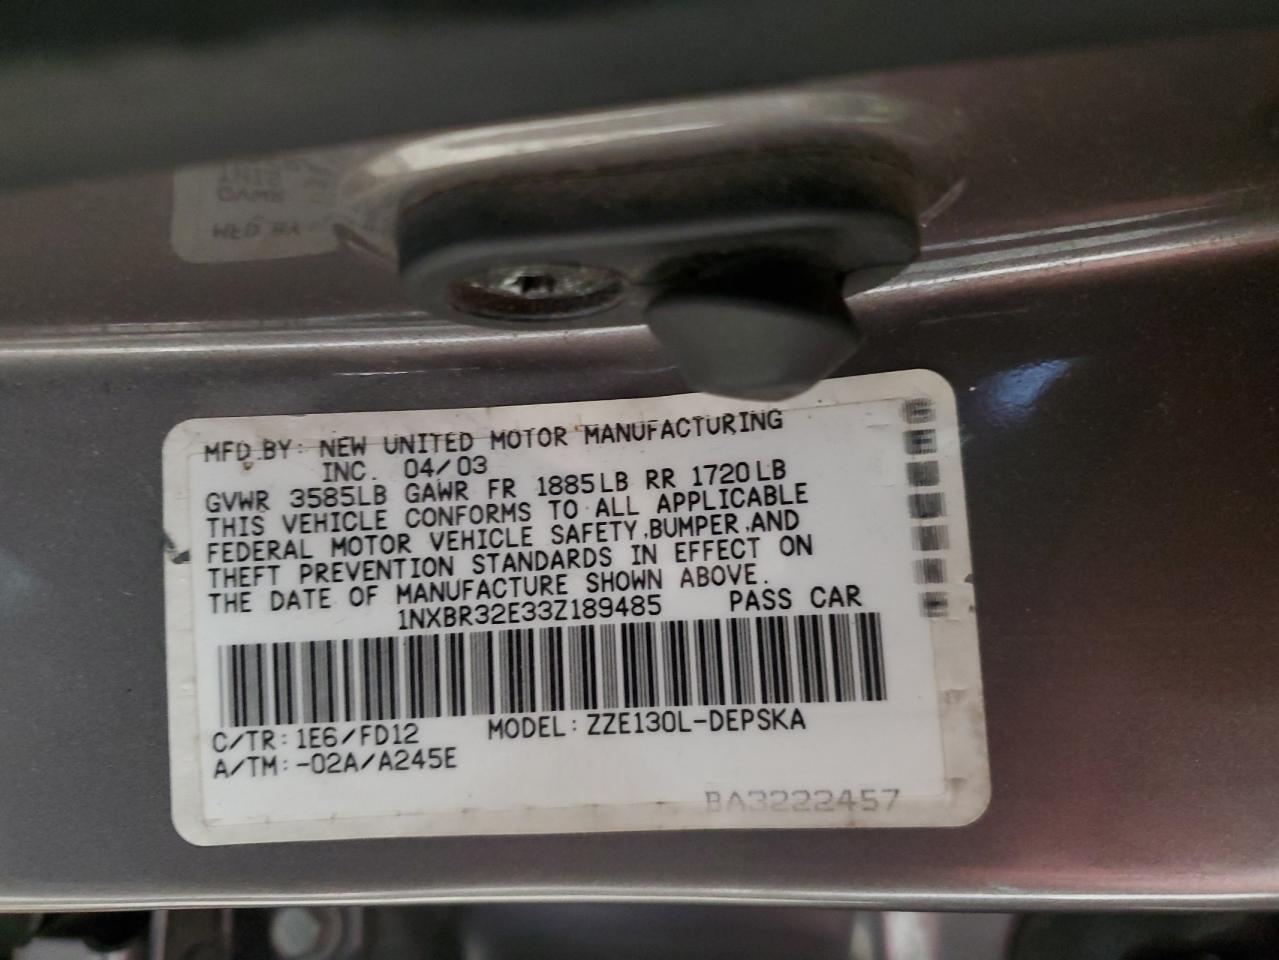 MFD.BY: NEW UNITED MOTOR MANUFACTURING
INC. 04/03
GVWR 3585LB GAWR FR 1885LB RR 1720LB
THIS VEHICLE CONFORMS TO ALL APPLICABLE
FEDERAL MOTOR VEHICLE SAFETY,BUMPER,AND
THEFT PREVENTION STANDARDS IN EFFECT ON
THE DATE OF MANUFACTURE SHOWN ABOVE.
1NXBR32E33Z189485 PASS CAR
C/TR: 1E6/FD12 MODEL: ZZE130L-DEPSKA
A/TM: -02A/A245E
BA3222457
GENUINE